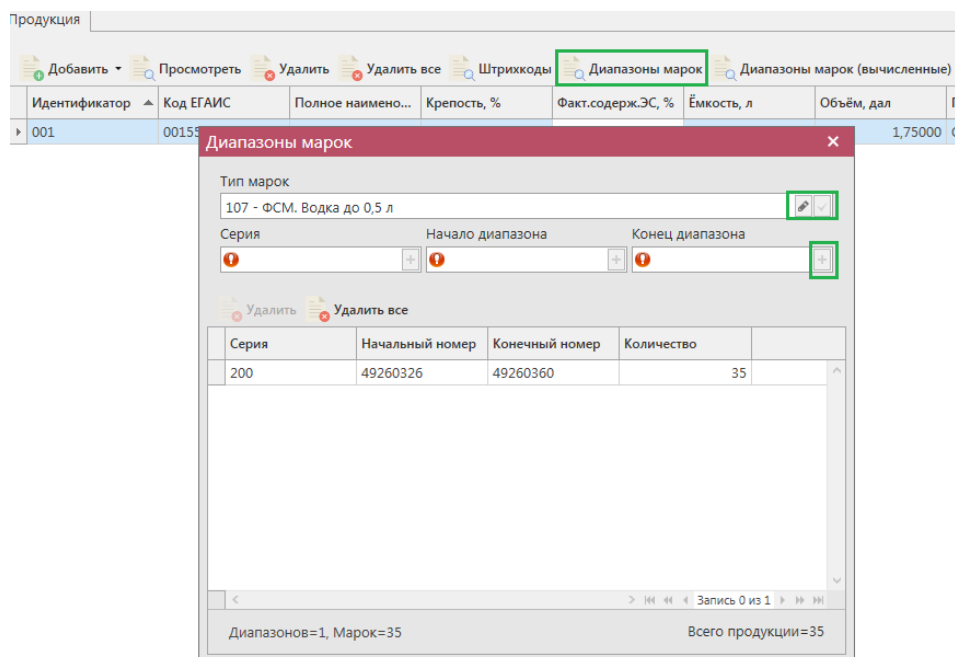 Продукция
Добавить Просмотреть Удалить Удалить все Штрихкоды Диапазоны марок Диапазоны марок (вычисленные)
Идентификатор Код ЕГАИС Полное наимено... Крепость, % Факт.содерж.ЭС, % Ёмкость, л Объём, дал
001 00155 1,75000
Диапазоны марок
Тип марок
107 - ФСМ. Водка до 0,5 л
Серия Начало диапазона Конец диапазона
Удалить Удалить все
Серия Начальный номер Конечный номер Количество
200 49260326 49260360 35
Запись 0 из 1
Диапазонов=1, Марок=35 Всего продукции=35